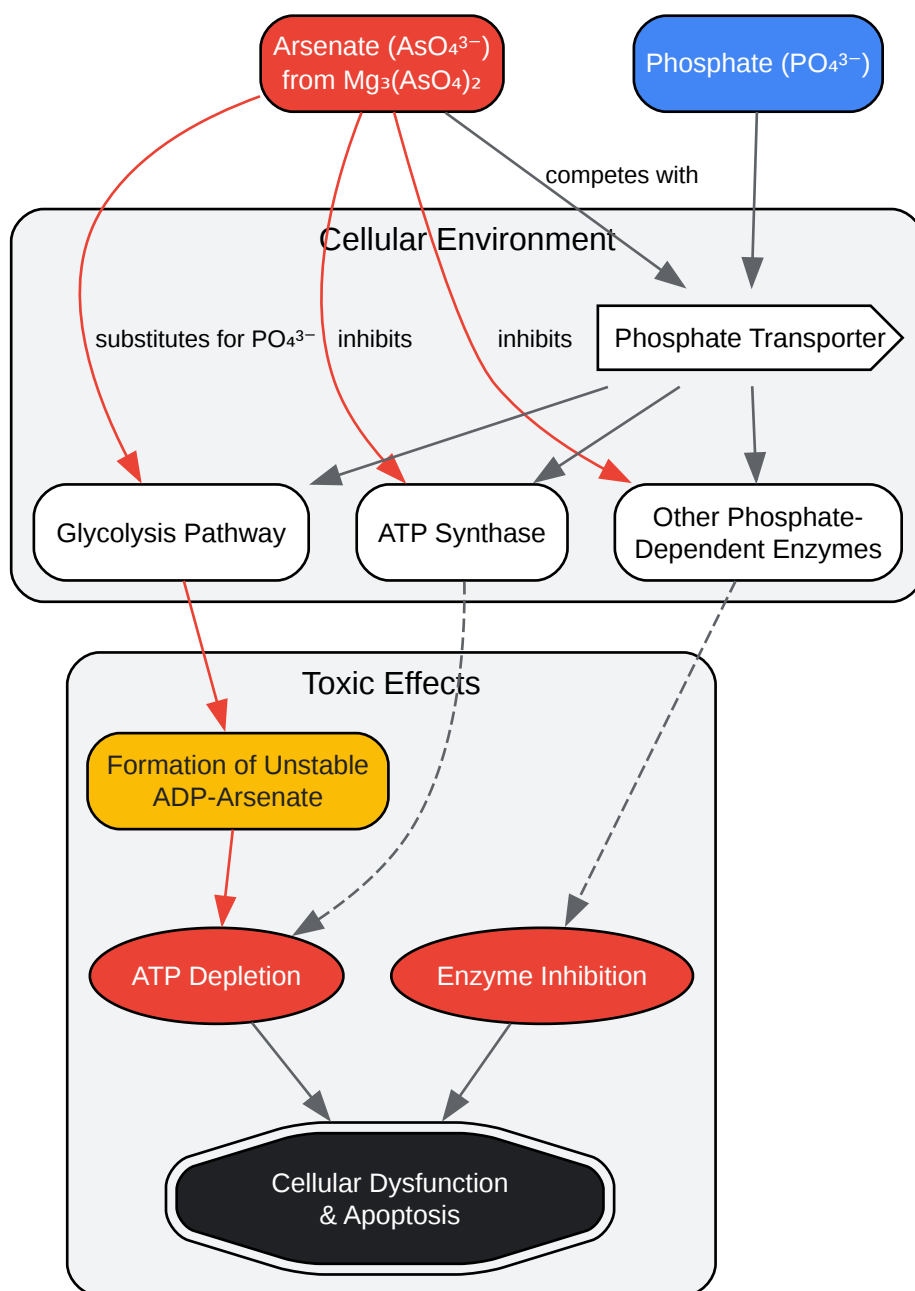 Arsenate (AsO₄³⁻)
from Mg₃(AsO₄)₂
Phosphate (PO₄³⁻)
competes with
Cellular Environment
substitutes for PO₄³⁻
inhibits
inhibits
Phosphate Transporter
Glycolysis Pathway
ATP Synthase
Other Phosphate-
Dependent Enzymes
Toxic Effects
Formation of Unstable
ADP-Arsenate
ATP Depletion
Enzyme Inhibition
Cellular Dysfunction
& Apoptosis